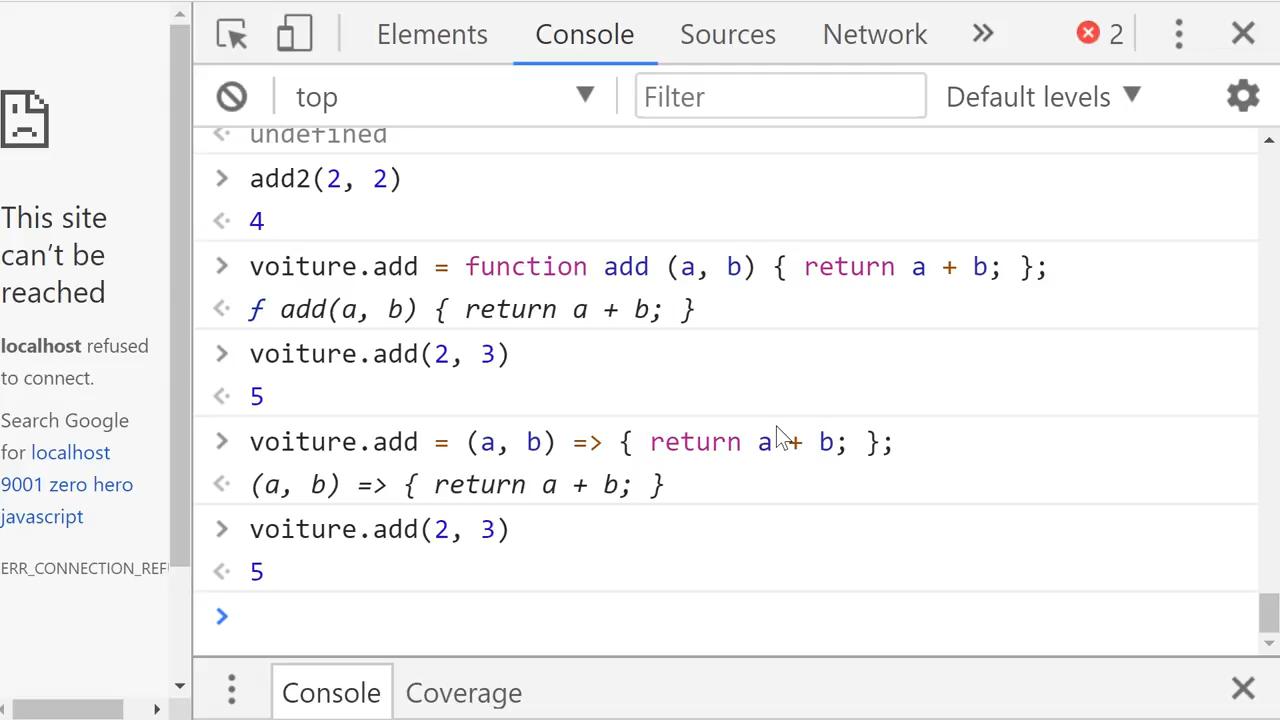 This site
can't be
reached
localhost refused
to connect.
Search Google
for localhost
9001 zero hero
javascript
ERR_CONNECTION_REF
Elements Console Sources Network 2
top Filter Default levels
undefined
add2(2, 2)
4
voiture.add = function add (a, b) { return a + b; };
ƒ add(a, b) { return a + b; }
voiture.add(2, 3)
5
voiture.add = (a, b) => { return a + b; };
(a, b) => { return a + b; }
voiture.add(2, 3)
5
Console Coverage